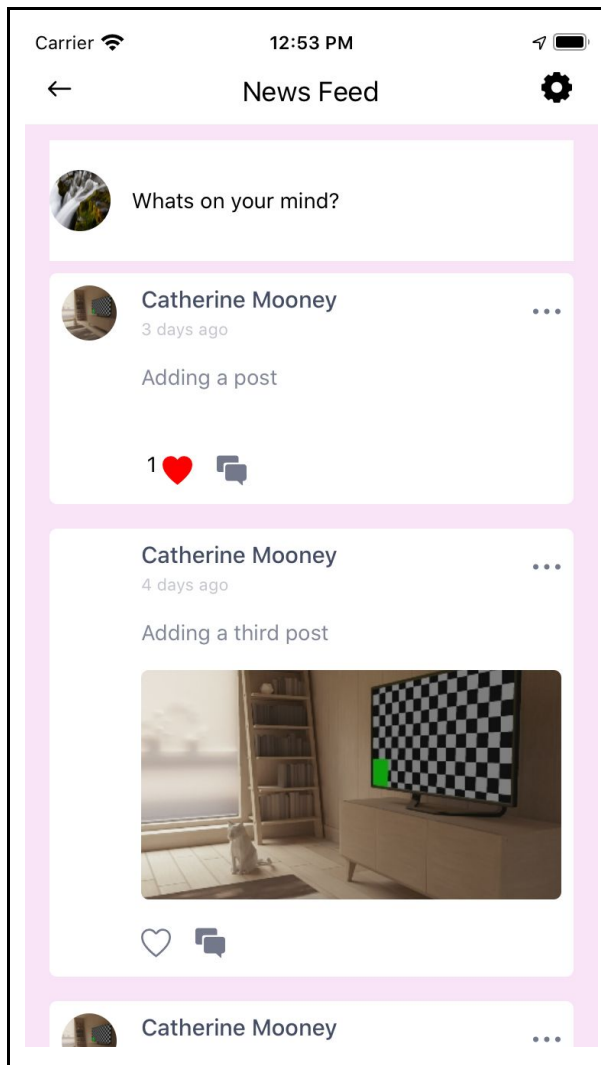 Carrier
12:53 PM
News Feed
Whats on your mind?
Catherine Mooney
3 days ago
Adding a post
1
Catherine Mooney
4 days ago
Adding a third post
Catherine Mooney